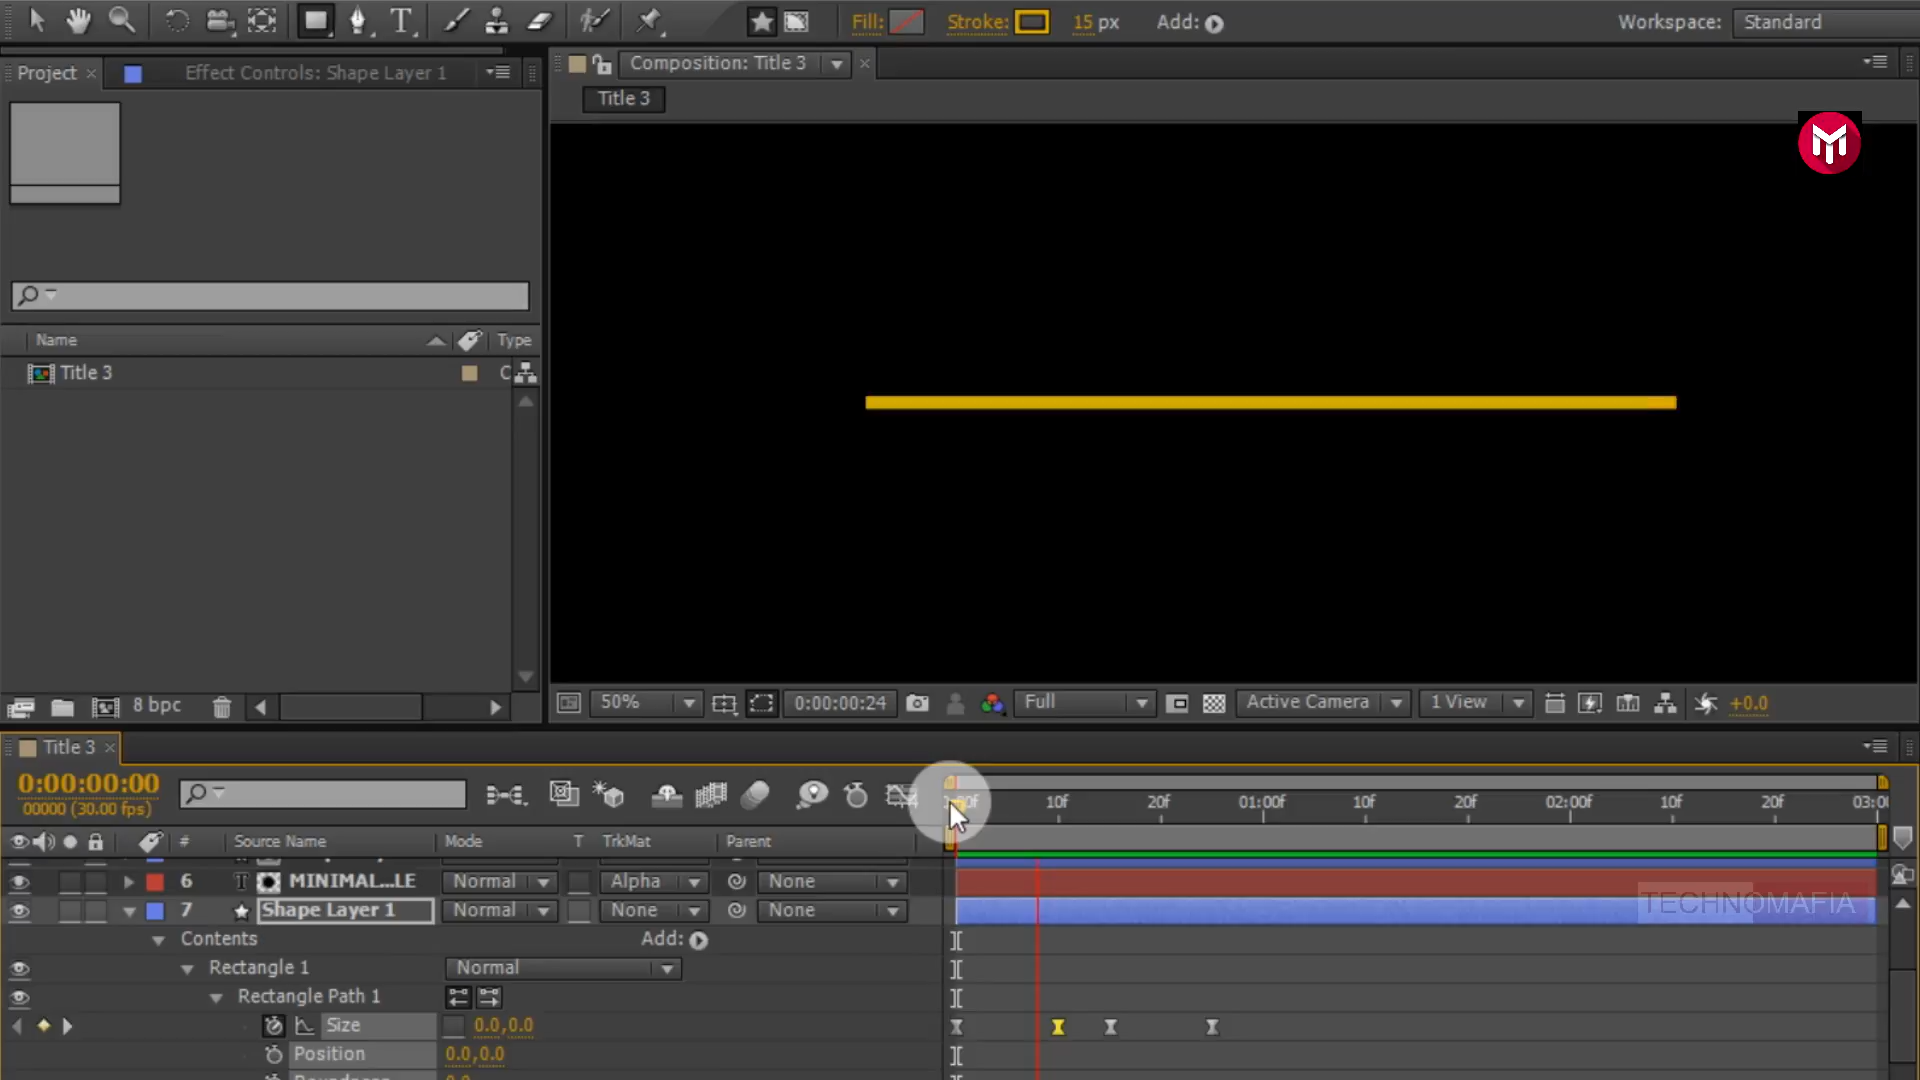 Fill: Stroke: 15 px Add: Workspace: Standard
Project × Effect Controls: Shape Layer 1
Composition: Title 3 ×
Title 3
Name Type
Title 3 C
8 bpc
50% 0:00:00:24 Full Active Camera 1 View +0.0
Title 3 ×
0:00:00:00
00000 (30.00 fps)
10f 20f 01:00f 10f 20f 02:00f 10f 20f
# Source Name Mode T TrkMat Parent
6 T MINIMAL...LE Normal Alpha None
7 Shape Layer 1 Normal None None
TECHNOMAFIA
Contents Add:
Rectangle 1 Normal
Rectangle Path 1
Size 0.0,0.0
Position 0.0,0.0